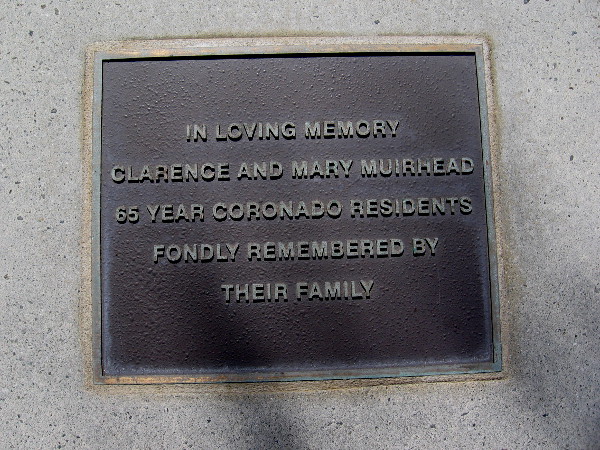 IN LOVING MEMORY
CLARENCE AND MARY MUIRHEAD
65 YEAR CORONADO RESIDENTS
FONDLY REMEMBERED BY
THEIR FAMILY